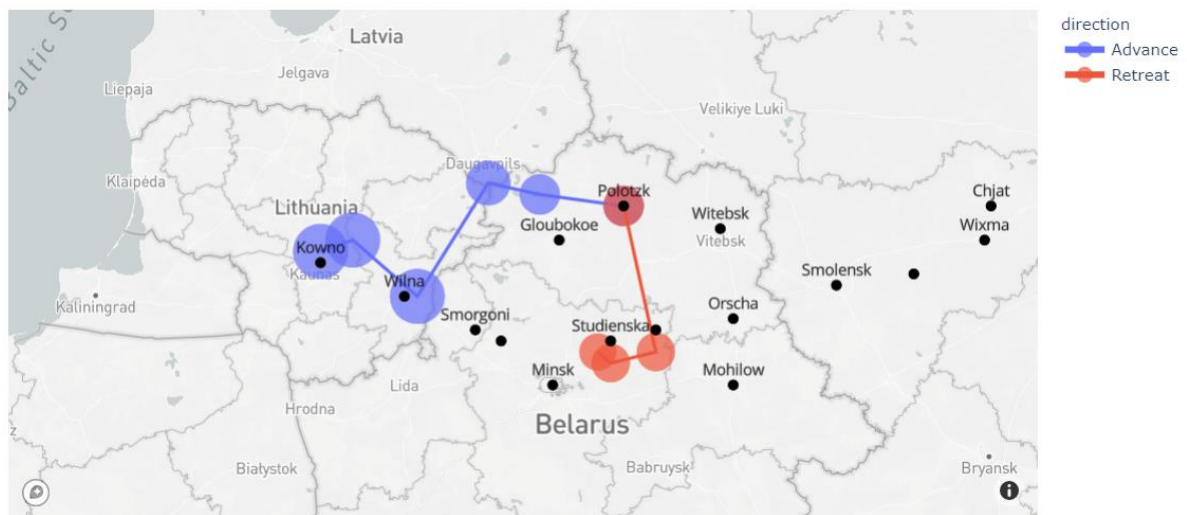 direction
Advance
Retreat
Latvia
Jelgava
Liepaja
Velikiye Luki
Daugavpils
Klaipėda
Polotzk
Chjat
Lithuania
Gloubokoe
Witebsk
Vitebsk
Wixma
Kowno
Kaunas
Smolensk
Wilna
Kaliningrad
Smorgoni
Studienska
Orscha
Minsk
Mohilow
Lida
Hrodna
Belarus
Białystok
Babruysk
Bryansk
z